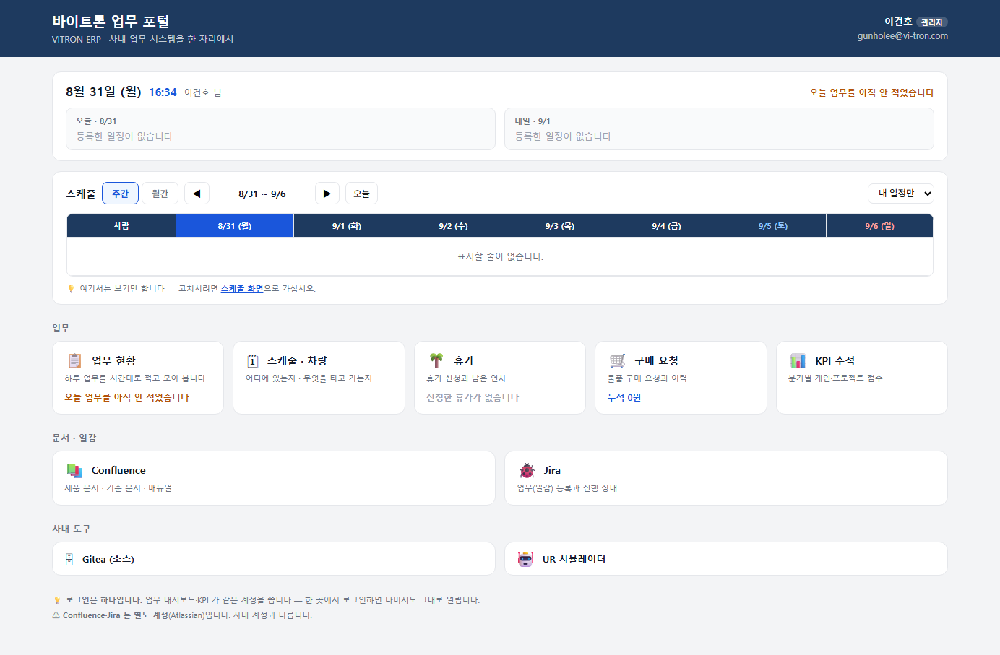 바이트론 업무 포털
VITRON ERP · 사내 업무 시스템을 한 자리에서
이건호 관리자
gunholee@vi-tron.com
8월 31일 (월) 16:34 이건호 님
오늘 업무를 아직 안 적었습니다
오늘 · 8/31
등록한 일정이 없습니다
내일 · 9/1
등록한 일정이 없습니다
스케줄 주간 월간 ◀ 8/31 ~ 9/6 ▶ 오늘 내 일정만
사람 8/31 (월) 9/1 (화) 9/2 (수) 9/3 (목) 9/4 (금) 9/5 (토) 9/6 (일)
표시할 줄이 없습니다.
💡 여기서는 보기만 합니다 — 고치시려면 스케줄 화면으로 가십시오.
업무
업무 현황
하루 업무를 시간대로 적고 모아 봅니다
오늘 업무를 아직 안 적었습니다
스케줄 · 차량
어디에 있는지 · 무엇을 타고 가는지
휴가
휴가 신청과 남은 연차
신청한 휴가가 없습니다
구매 요청
물품 구매 요청과 이력
누적 0원
KPI 추적
분기별 개인·프로젝트 점수
문서 · 일감
Confluence
제품 문서 · 기준 문서 · 매뉴얼
Jira
업무(일감) 등록과 진행 상태
사내 도구
Gitea (소스)
UR 시뮬레이터
💡 로그인은 하나입니다. 업무 대시보드·KPI 가 같은 계정을 씁니다 — 한 곳에서 로그인하면 나머지도 그대로 열립니다.
⚠ Confluence·Jira 는 별도 계정(Atlassian)입니다. 사내 계정과 다릅니다.